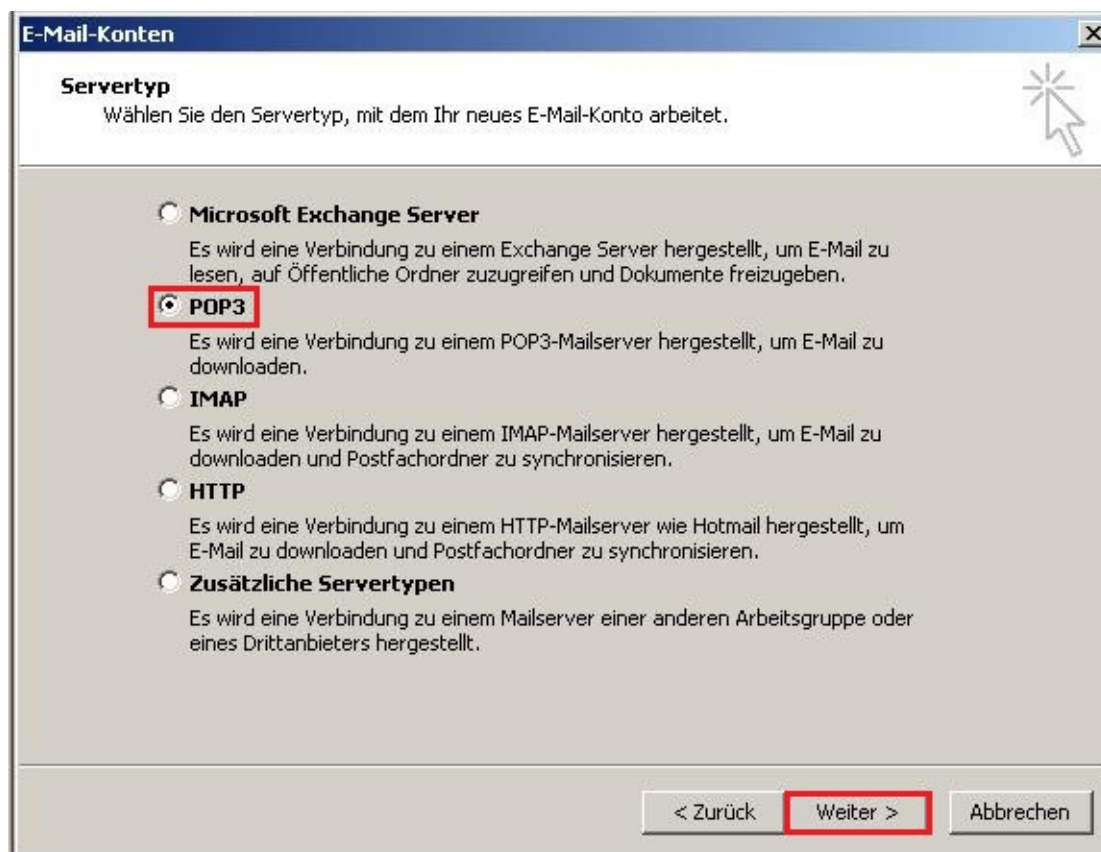 E-Mail-Konten
Servertyp
Wählen Sie den Servertyp, mit dem Ihr neues E-Mail-Konto arbeitet.
Microsoft Exchange Server
Es wird eine Verbindung zu einem Exchange Server hergestellt, um E-Mail zu
lesen, auf Öffentliche Ordner zuzugreifen und Dokumente freizugeben.
POP3
Es wird eine Verbindung zu einem POP3-Mailserver hergestellt, um E-Mail zu
downloaden.
IMAP
Es wird eine Verbindung zu einem IMAP-Mailserver hergestellt, um E-Mail zu
downloaden und Postfachordner zu synchronisieren.
HTTP
Es wird eine Verbindung zu einem HTTP-Mailserver wie Hotmail hergestellt, um
E-Mail zu downloaden und Postfachordner zu synchronisieren.
Zusätzliche Servertypen
Es wird eine Verbindung zu einem Mailserver einer anderen Arbeitsgruppe oder
eines Drittanbieters hergestellt.
< Zurück Weiter > Abbrechen